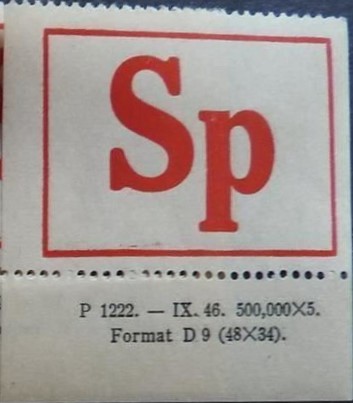 Sp
P 1222. — IX. 46. 500,000×5.
Format D 9 (48×34).